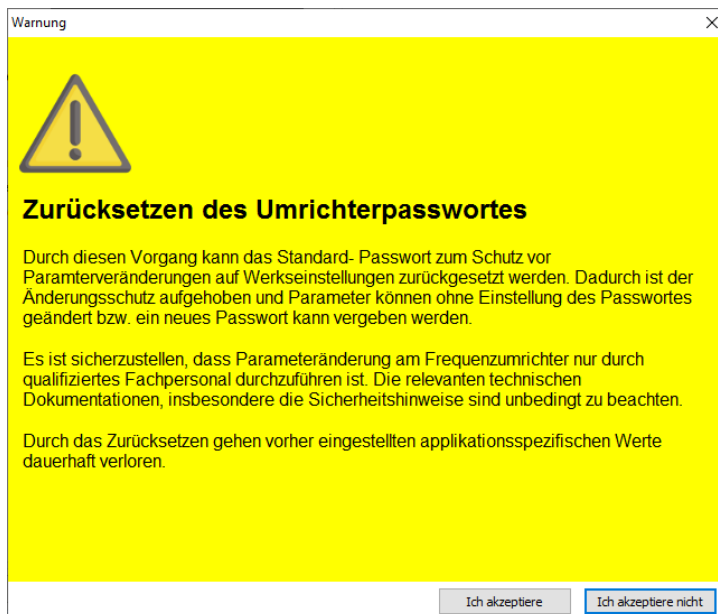 Warnung
Zurücksetzen des Umrichterpasswortes
Durch diesen Vorgang kann das Standard- Passwort zum Schutz vor
Paramterveränderungen auf Werkseinstellungen zurückgesetzt werden. Dadurch ist der
Änderungsschutz aufgehoben und Parameter können ohne Einstellung des Passwortes
geändert bzw. ein neues Passwort kann vergeben werden.
Es ist sicherzustellen, dass Parameteränderung am Frequenzumrichter nur durch
qualifiziertes Fachpersonal durchzuführen ist. Die relevanten technischen
Dokumentationen, insbesondere die Sicherheitshinweise sind unbedingt zu beachten.
Durch das Zurücksetzen gehen vorher eingestellten applikationsspezifischen Werte
dauerhaft verloren.
Ich akzeptiere
Ich akzeptiere nicht